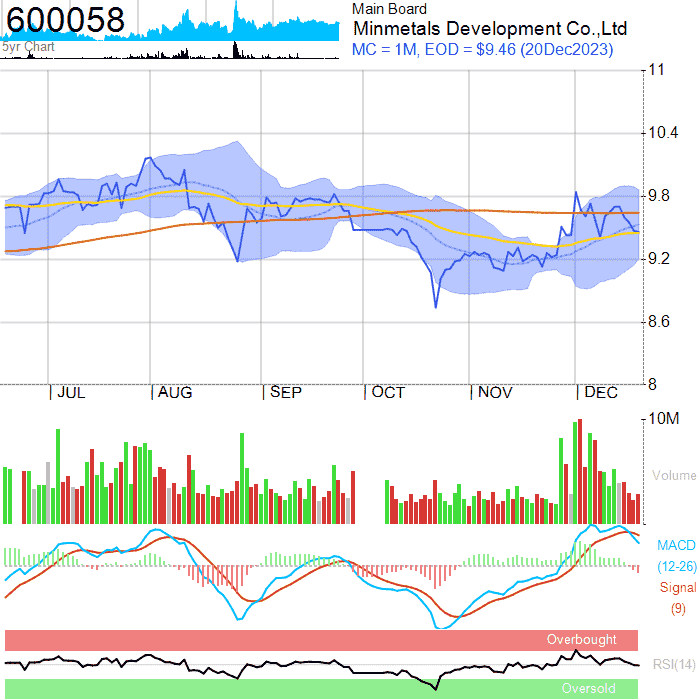 600058
5yr Chart
Main Board
Minmetals Development Co.,Ltd
MC = 1M, EOD = $9.46 (20Dec2023)
11
10.4
9.8
9.2
8.6
8
JUL
AUG
SEP
OCT
NOV
DEC
10M
Volume
MACD
(12-26)
Signal
(9)
Overbought
RSI(14)
Oversold